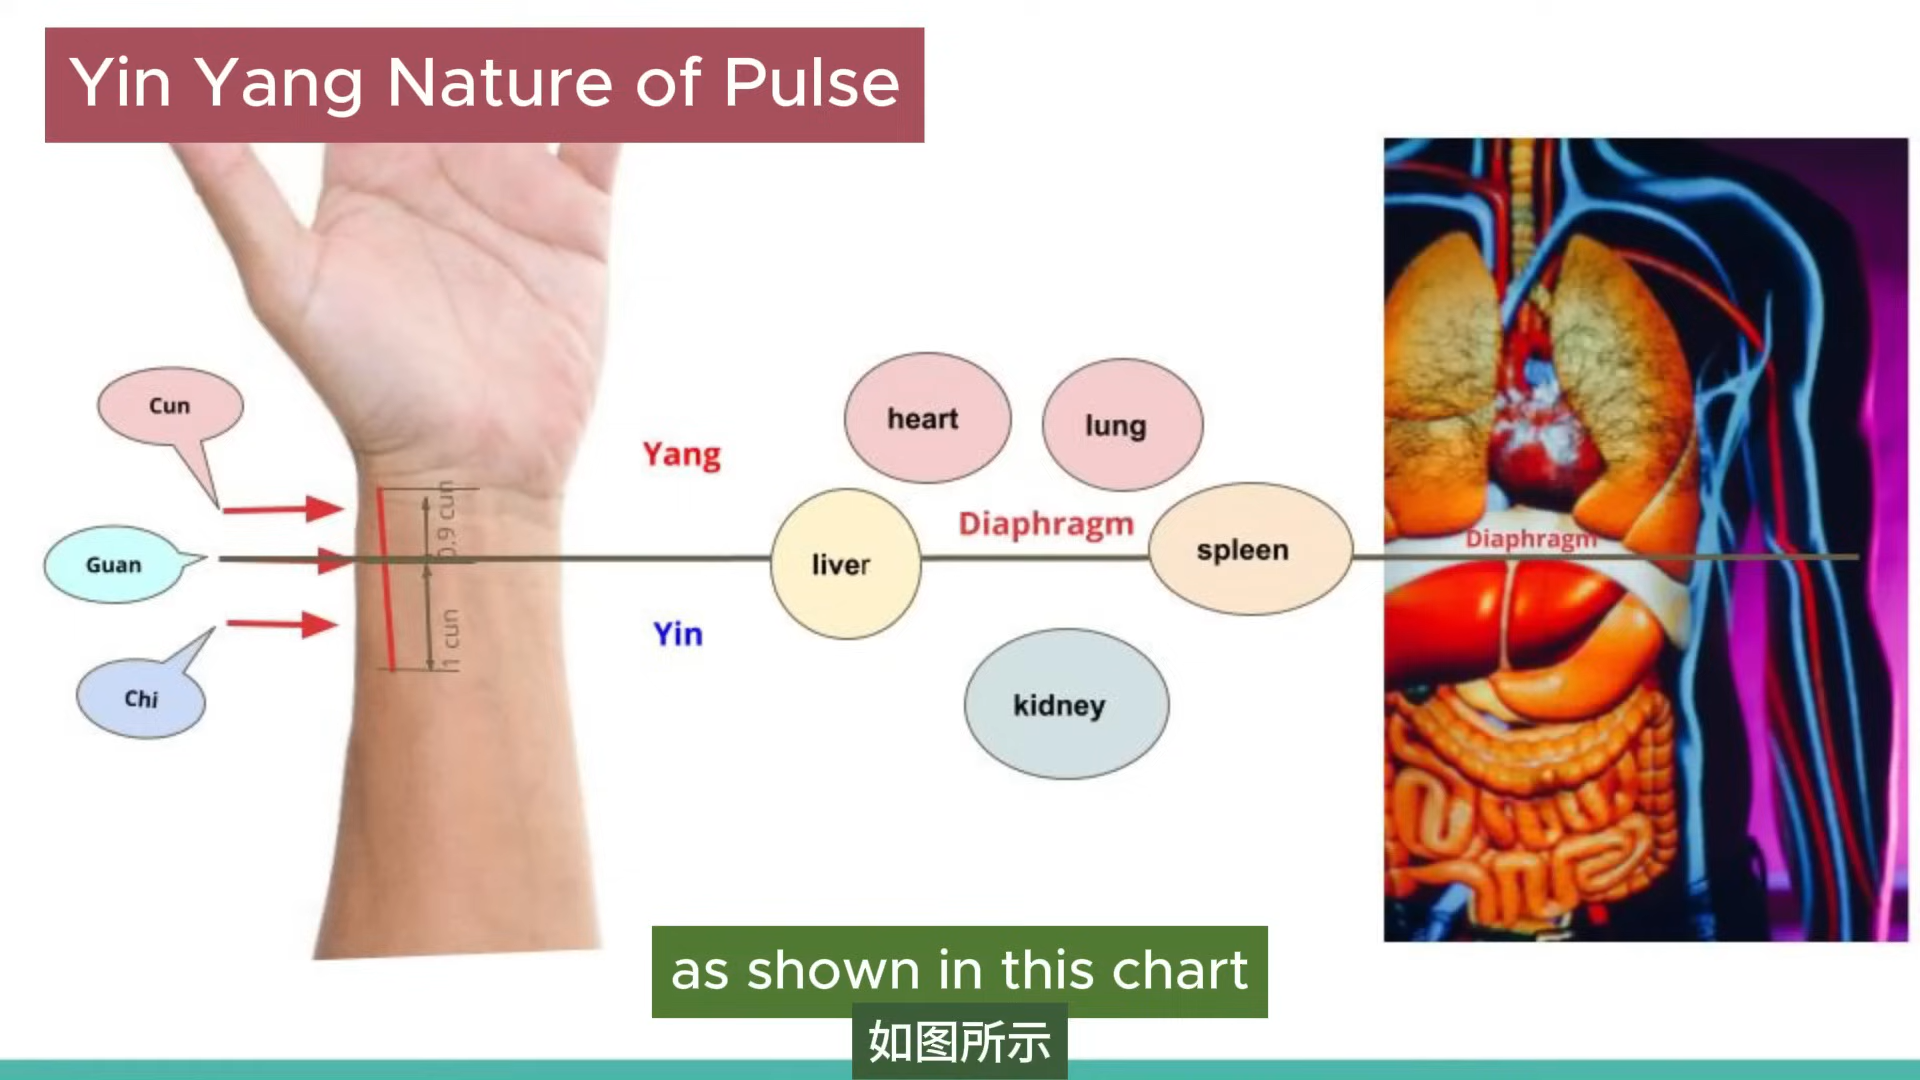 Yin Yang Nature of Pulse
Cun
Guan
Chi
0.9 cun
1 cun
Yang
Yin
heart
lung
Diaphragm
liver
spleen
kidney
Diaphragm
as shown in this chart
如图所示